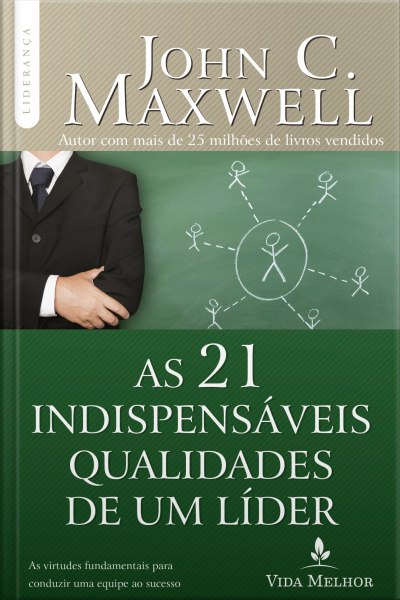 LIDERANÇA
JOHN C.
MAXWELL
Autor com mais de 25 milhões de livros vendidos
AS 21
INDISPENSÁVEIS
QUALIDADES
DE UM LÍDER
As virtudes fundamentais para
conduzir uma equipe ao sucesso
VIDA MELHOR